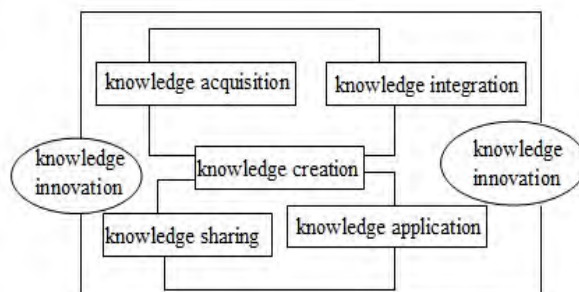 knowledge acquisition
knowledge integration
knowledge
innovation
knowledge creation
knowledge
innovation
knowledge sharing
knowledge application